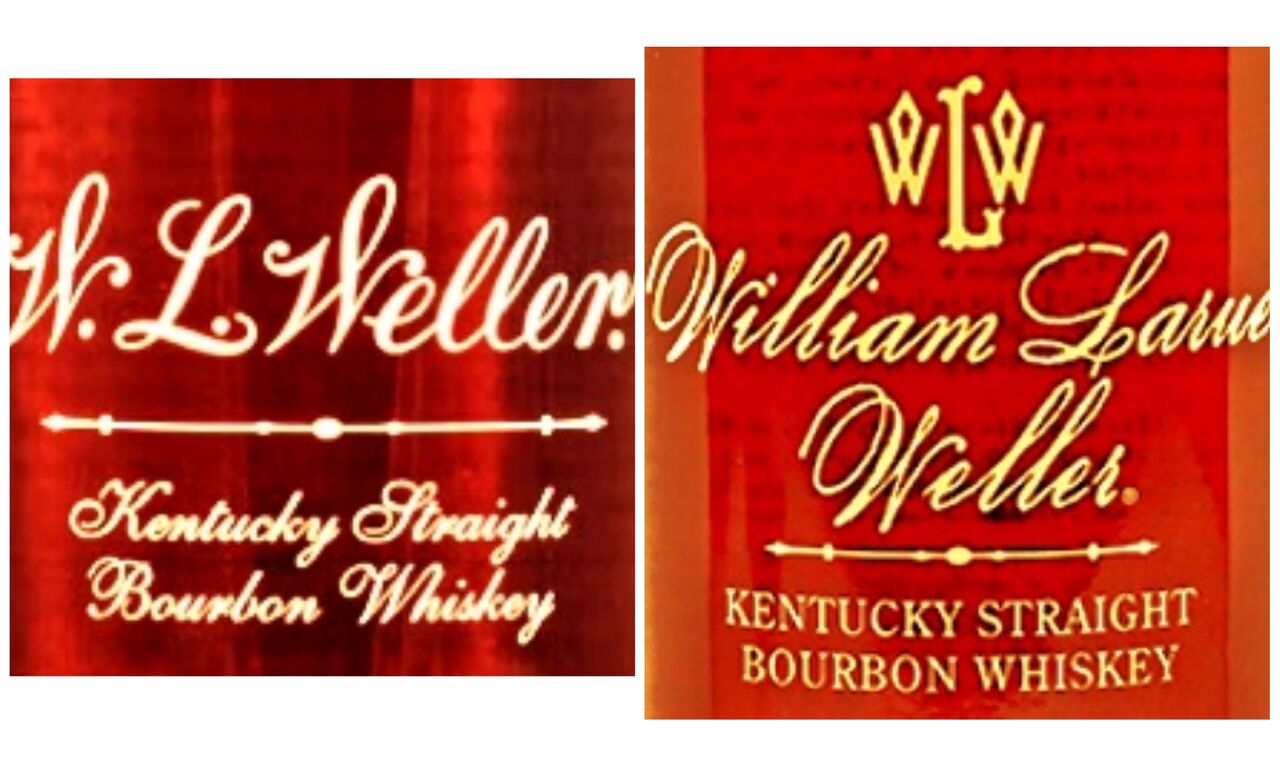 W. L. Weller.
Kentucky Straight
Bourbon Whiskey
WLW
William Larue
Weller®
KENTUCKY STRAIGHT
BOURBON WHISKEY